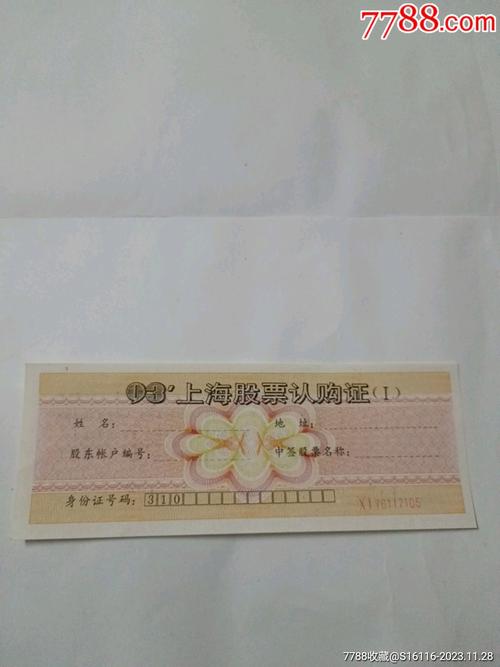 7788.com
93'上海股票认购证(I)
姓 名:
地 址:
股东帐户编号:
中签股票名称:
身份证号码: 310
7788收藏@S16116-2023.11.28